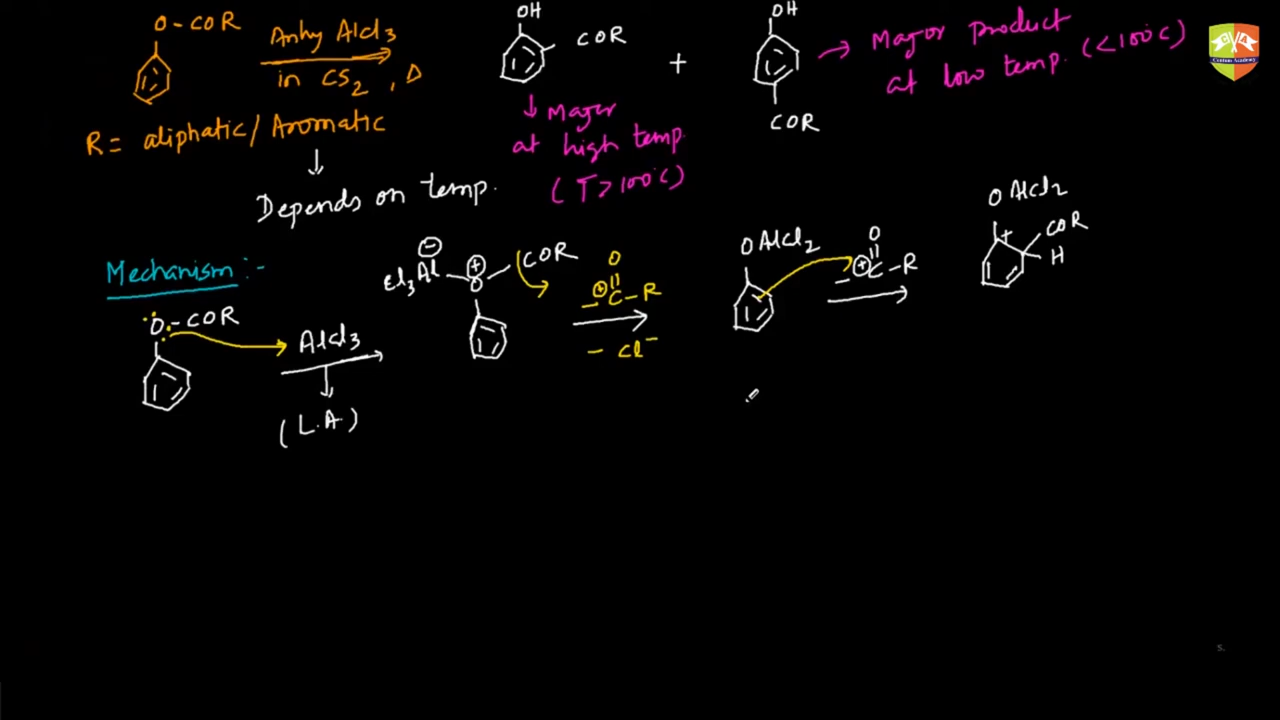 O - COR
Anhy AlCl3
in CS2 , Δ
R = aliphatic / Aromatic
↓
Depends on temp.
OH
COR
↓ Major
at high temp.
( T > 100°C )
+
OH
COR
→ Major product
at low temp. ( < 100°C )
Mechanism :-
O - COR
AlCl3
↓
( L.A. )
⊖
Cl3Al - O ⊕ COR
O
- ⊕ C - R
- Cl-
OAlCl2
O
- ⊕ C - R
OAlCl2
+
COR
H